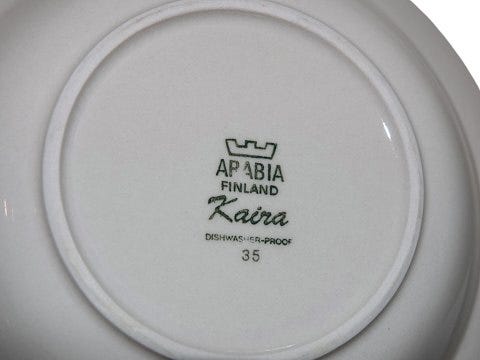 ARABIA
FINLAND
Kaira
DISHWASHER-PROOF
35